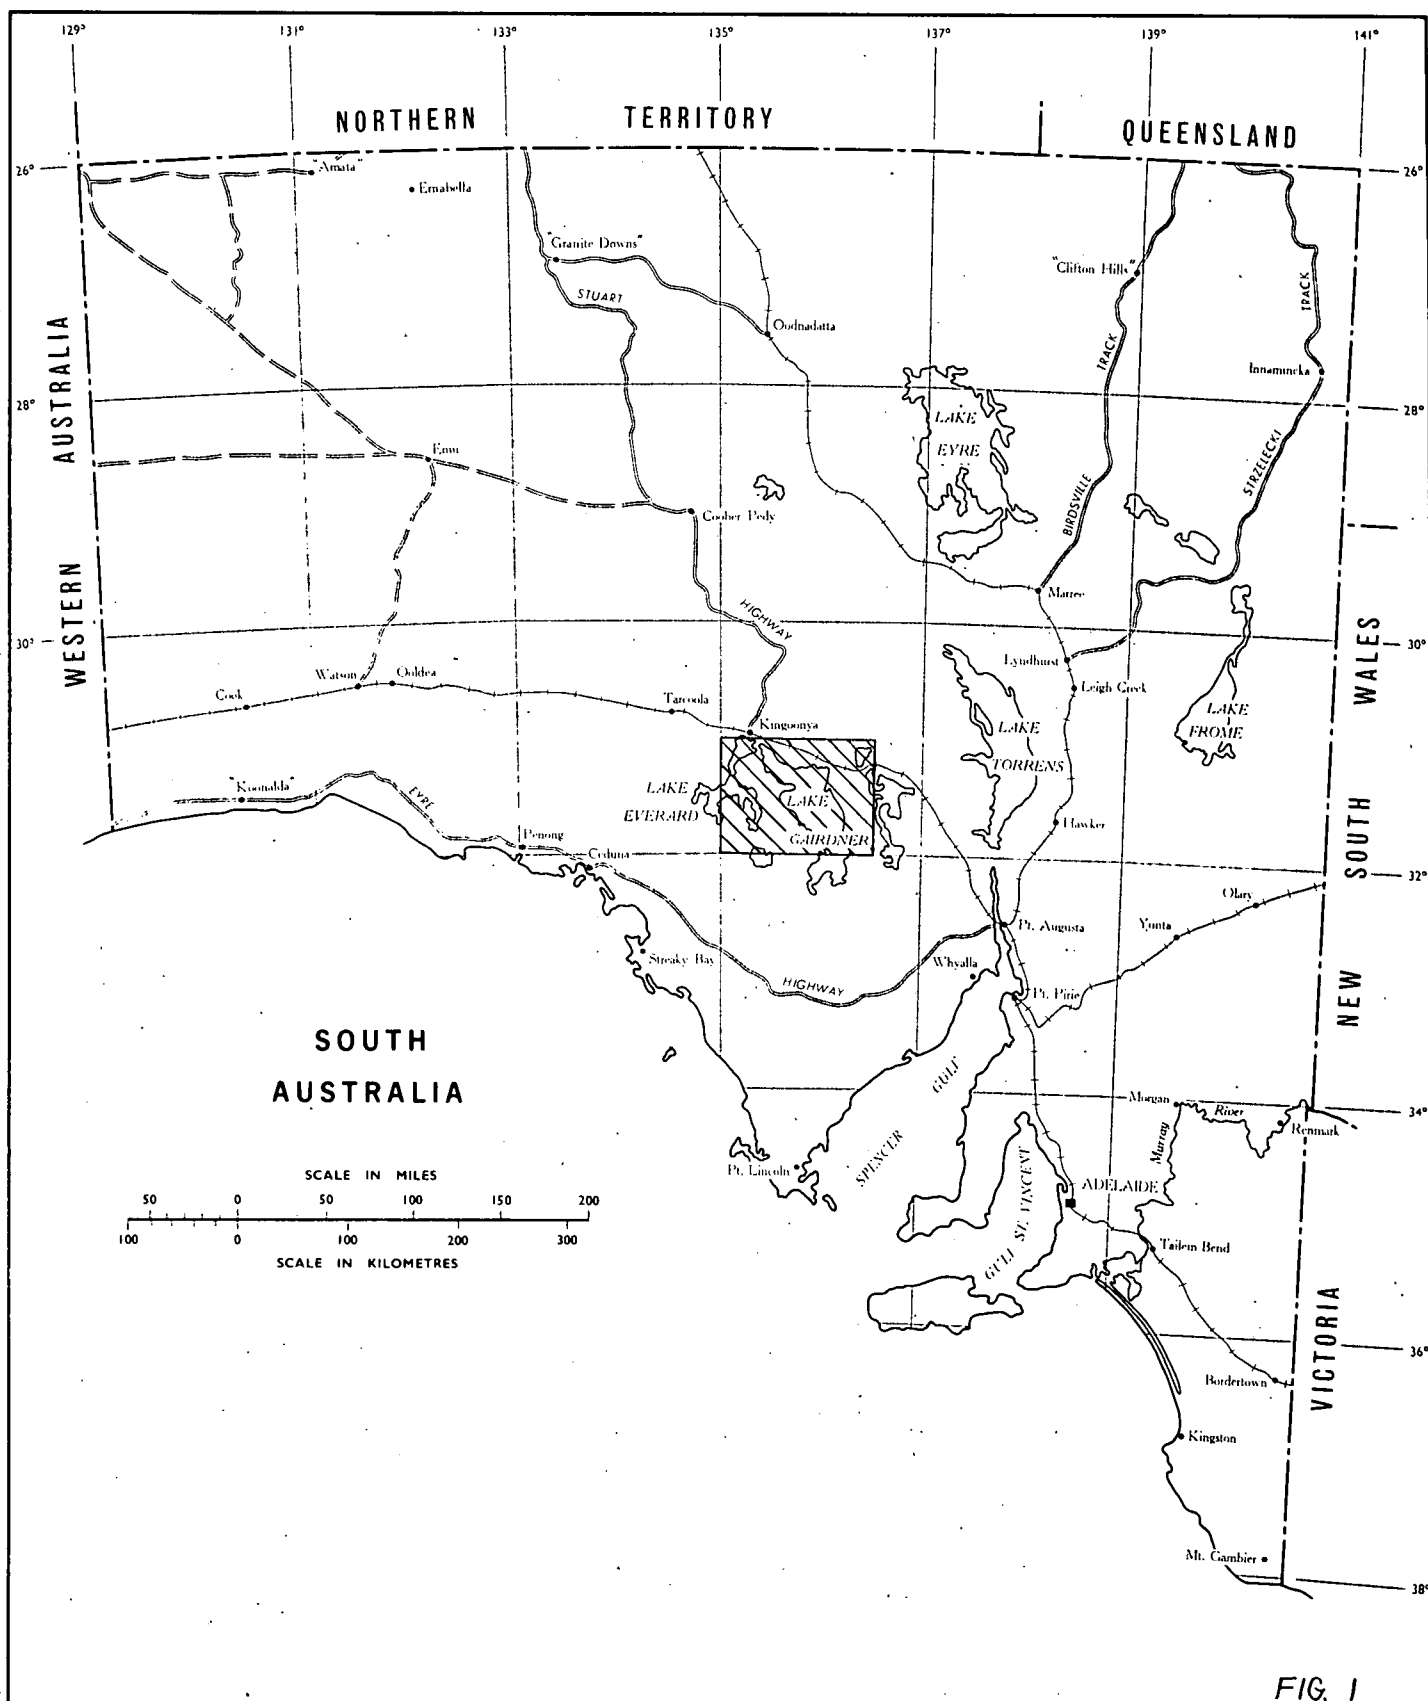 129°
131°
133°
135°
137°
139°
141°
NORTHERN TERRITORY
QUEENSLAND
26°
26°
"Amata"
Ernabella
"Granite Downs"
STUART
"Clifton Hills"
TRACK
TRACK
Oodnadatta
Innamincka
AUSTRALIA
28°
28°
LAKE
EYRE
Emu
STRZELECKI
BIRDSVILLE
Coober Pedy
Marree
WESTERN
HIGHWAY
30°
30°
Lyndhurst
WALES
Watson
Ooldea
Leigh Creek
Cook
Tarcoola
Kingoonya
LAKE
FROME
LAKE
TORRENS
"Koonalda"
EYRE
LAKE
EVERARD
LAKE
GAIRDNER
Hawker
Penong
Ceduna
SOUTH
32°
Olary
Pt. Augusta
Yunta
Streaky Bay
Whyalla
HIGHWAY
Pt. Pirie
NEW
SOUTH
AUSTRALIA
GULF
SPENCER
Morgan
River
34°
Renmark
Murray
SCALE IN MILES
50 0 50 100 150 200
100 0 100 200 300
SCALE IN KILOMETRES
Pt. Lincoln
ADELAIDE
GULF ST. VINCENT
Tailem Bend
VICTORIA
36°
Bordertown
Kingston
Mt. Gambier
38°
FIG. 1